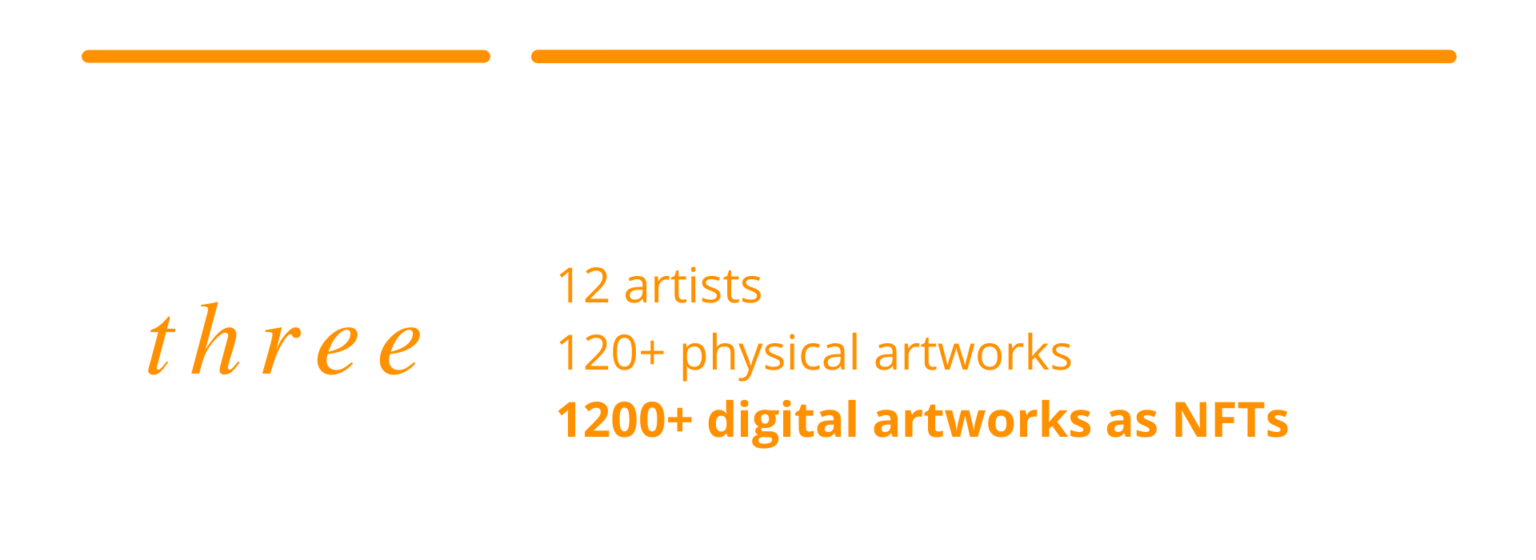 three
12 artists
120+ physical artworks
1200+ digital artworks as NFTs